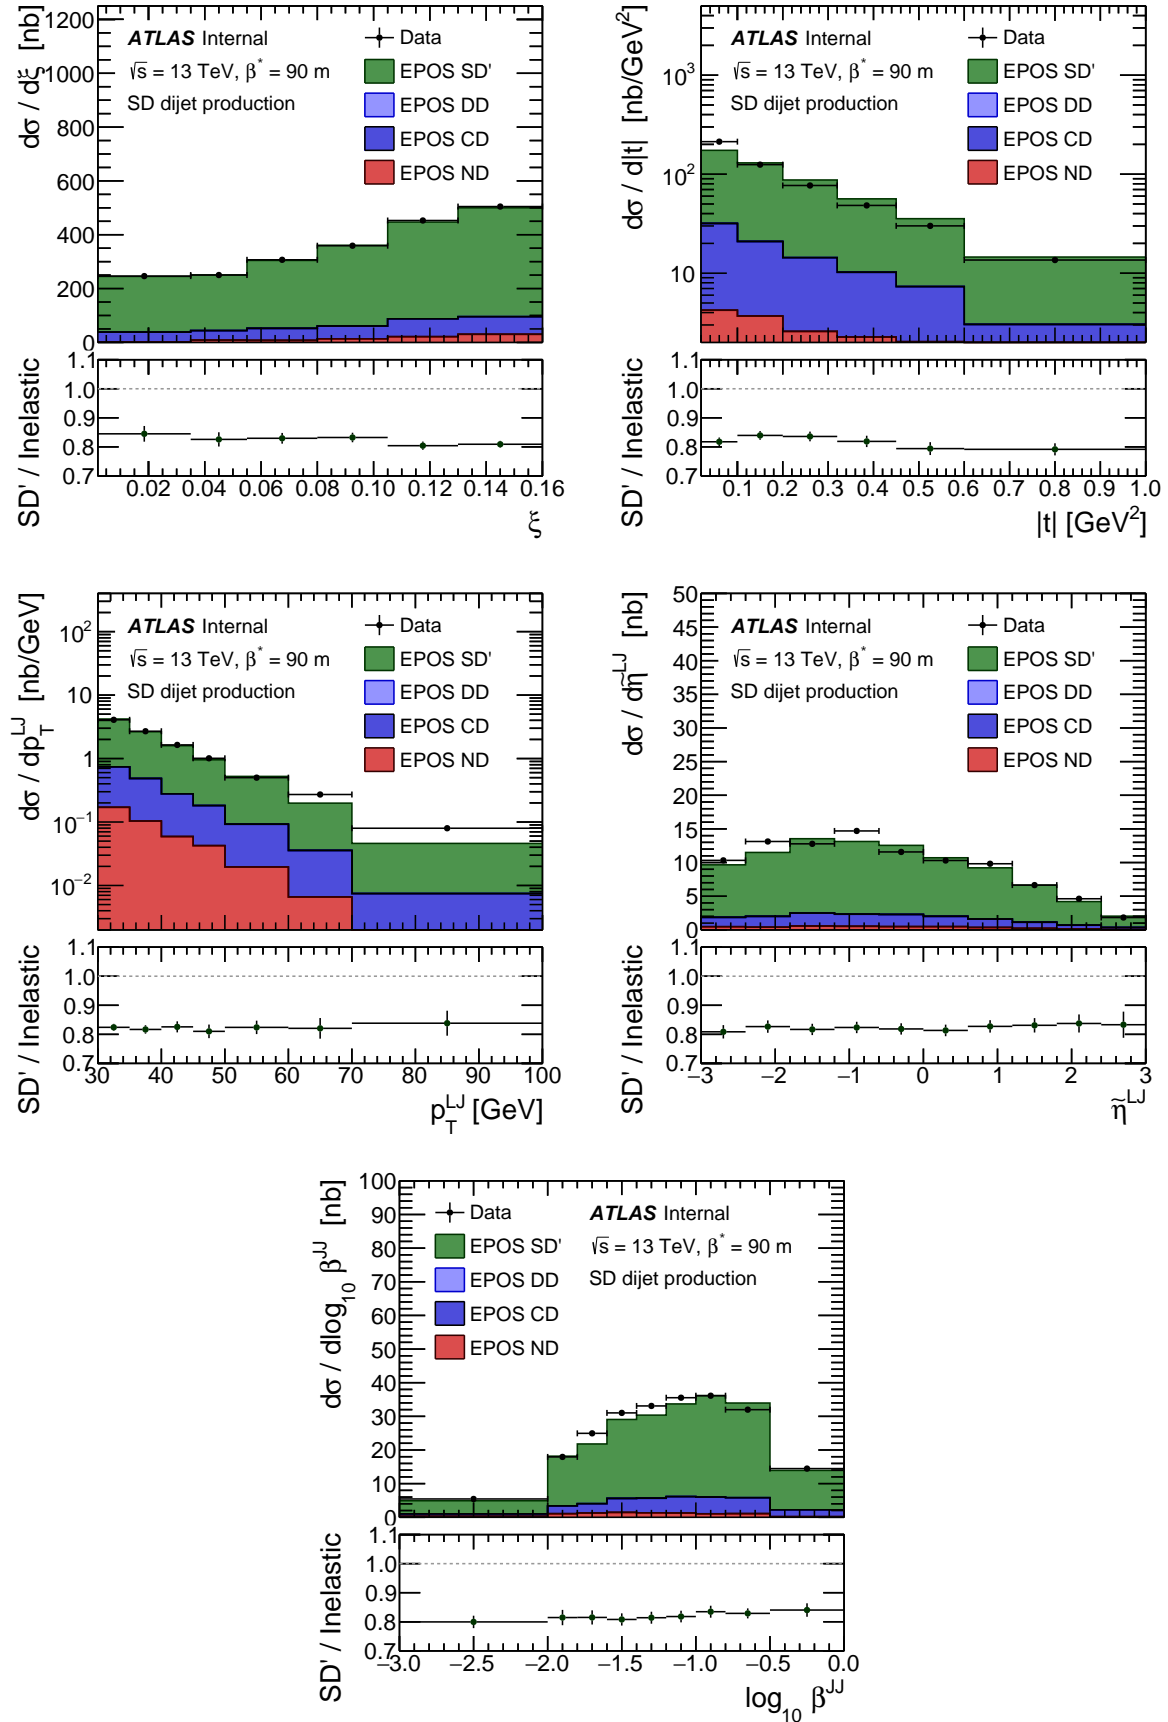 dσ / dξ [nb]
1200
1000
800
600
400
200
0
ATLAS Internal
√s = 13 TeV, β* = 90 m
SD dijet production
Data
EPOS SD'
EPOS DD
EPOS CD
EPOS ND
SD' / Inelastic
1.1
1.0
0.9
0.8
0.7
0.02 0.04 0.06 0.08 0.10 0.12 0.14 0.16
ξ
dσ / d|t| [nb/GeV²]
10³
10²
10
ATLAS Internal
√s = 13 TeV, β* = 90 m
SD dijet production
Data
EPOS SD'
EPOS DD
EPOS CD
EPOS ND
SD' / Inelastic
1.1
1.0
0.9
0.8
0.7
0.1 0.2 0.3 0.4 0.5 0.6 0.7 0.8 0.9 1.0
|t| [GeV²]
dσ / dp_T^LJ [nb/GeV]
10²
10
1
10⁻¹
10⁻²
ATLAS Internal
√s = 13 TeV, β* = 90 m
SD dijet production
Data
EPOS SD'
EPOS DD
EPOS CD
EPOS ND
SD' / Inelastic
1.1
1.0
0.9
0.8
0.7
30 40 50 60 70 80 90 100
p_T^LJ [GeV]
dσ / dη̃^LJ [nb]
50
45
40
35
30
25
20
15
10
5
0
ATLAS Internal
√s = 13 TeV, β* = 90 m
SD dijet production
Data
EPOS SD'
EPOS DD
EPOS CD
EPOS ND
SD' / Inelastic
1.1
1.0
0.9
0.8
0.7
−3 −2 −1 0 1 2 3
η̃^LJ
dσ / dlog₁₀ β^JJ [nb]
100
90
80
70
60
50
40
30
20
10
0
Data
EPOS SD'
EPOS DD
EPOS CD
EPOS ND
ATLAS Internal
√s = 13 TeV, β* = 90 m
SD dijet production
SD' / Inelastic
1.1
1.0
0.9
0.8
0.7
−3.0 −2.5 −2.0 −1.5 −1.0 −0.5 0.0
log₁₀ β^JJ